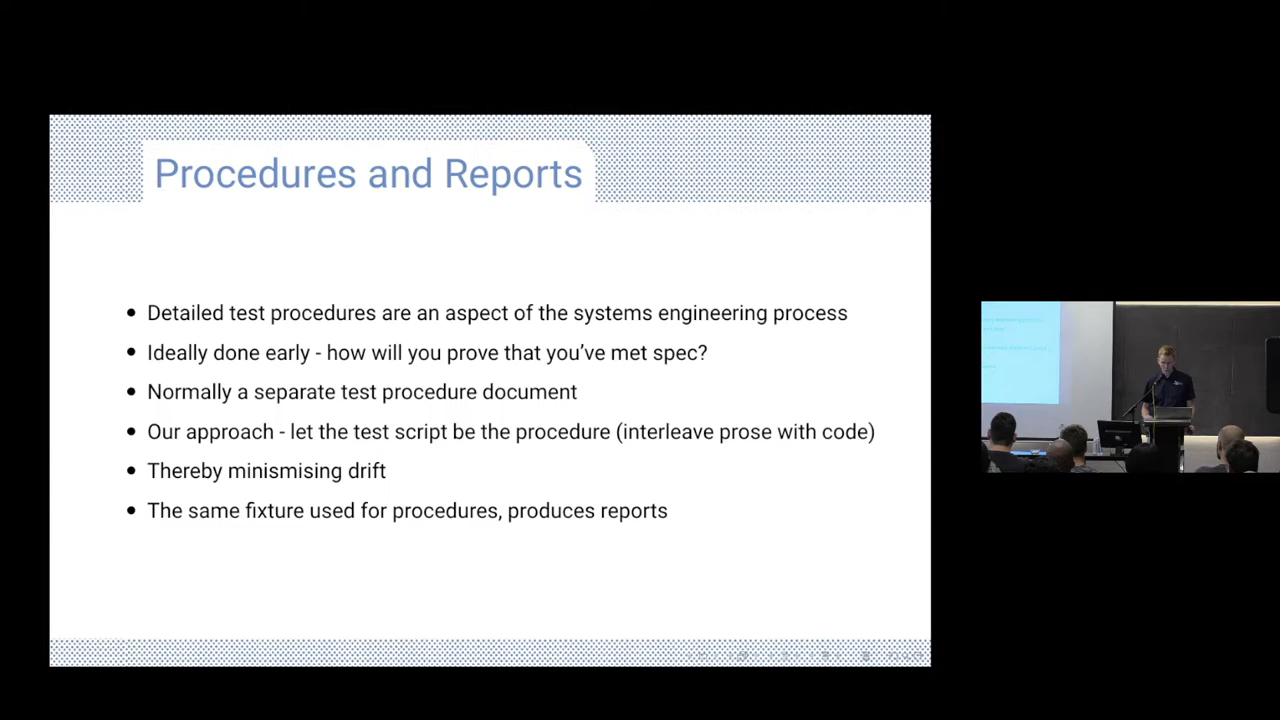 Procedures and Reports
• Detailed test procedures are an aspect of the systems engineering process
• Ideally done early - how will you prove that you've met spec?
• Normally a separate test procedure document
• Our approach - let the test script be the procedure (interleave prose with code)
• Thereby minismising drift
• The same fixture used for procedures, produces reports